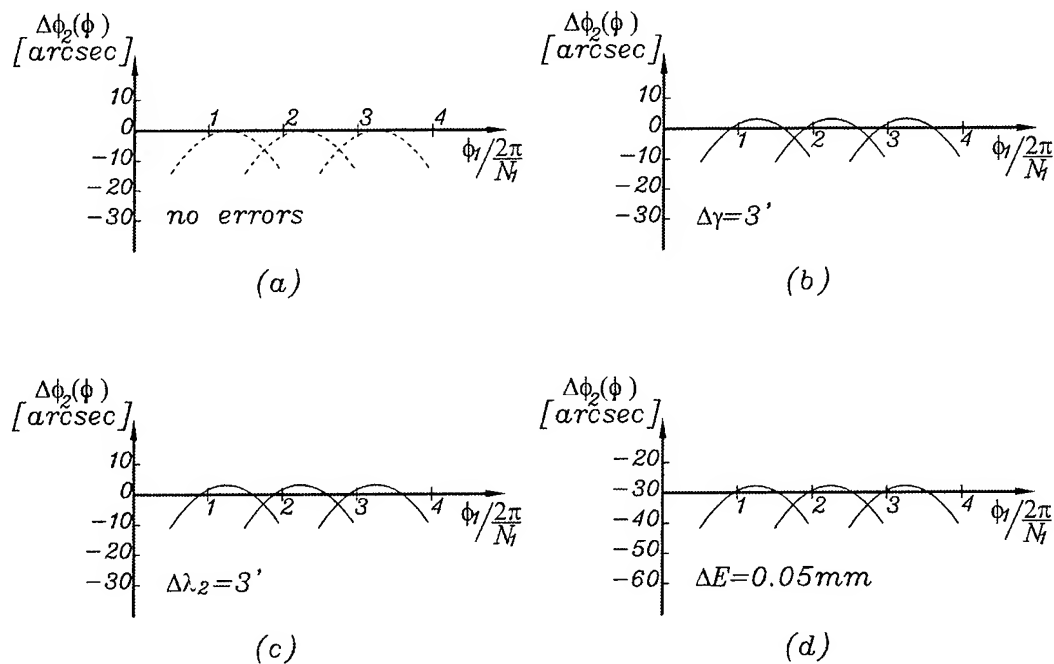 Δϕ₂(ϕ)
[arcsec]
10
0
-10
-20
-30
1
2
3
4
ϕ₁/2π/N₁
no errors
(a)
Δϕ₂(ϕ)
[arcsec]
10
0
-10
-20
-30
1
2
3
4
ϕ₁/2π/N₁
Δγ=3'
(b)
Δϕ₂(ϕ)
[arcsec]
10
0
-10
-20
-30
1
2
3
4
ϕ₁/2π/N₁
Δλ₂=3'
(c)
Δϕ₂(ϕ)
[arcsec]
-20
-30
-40
-50
-60
1
2
3
4
ϕ₁/2π/N₁
ΔE=0.05mm
(d)